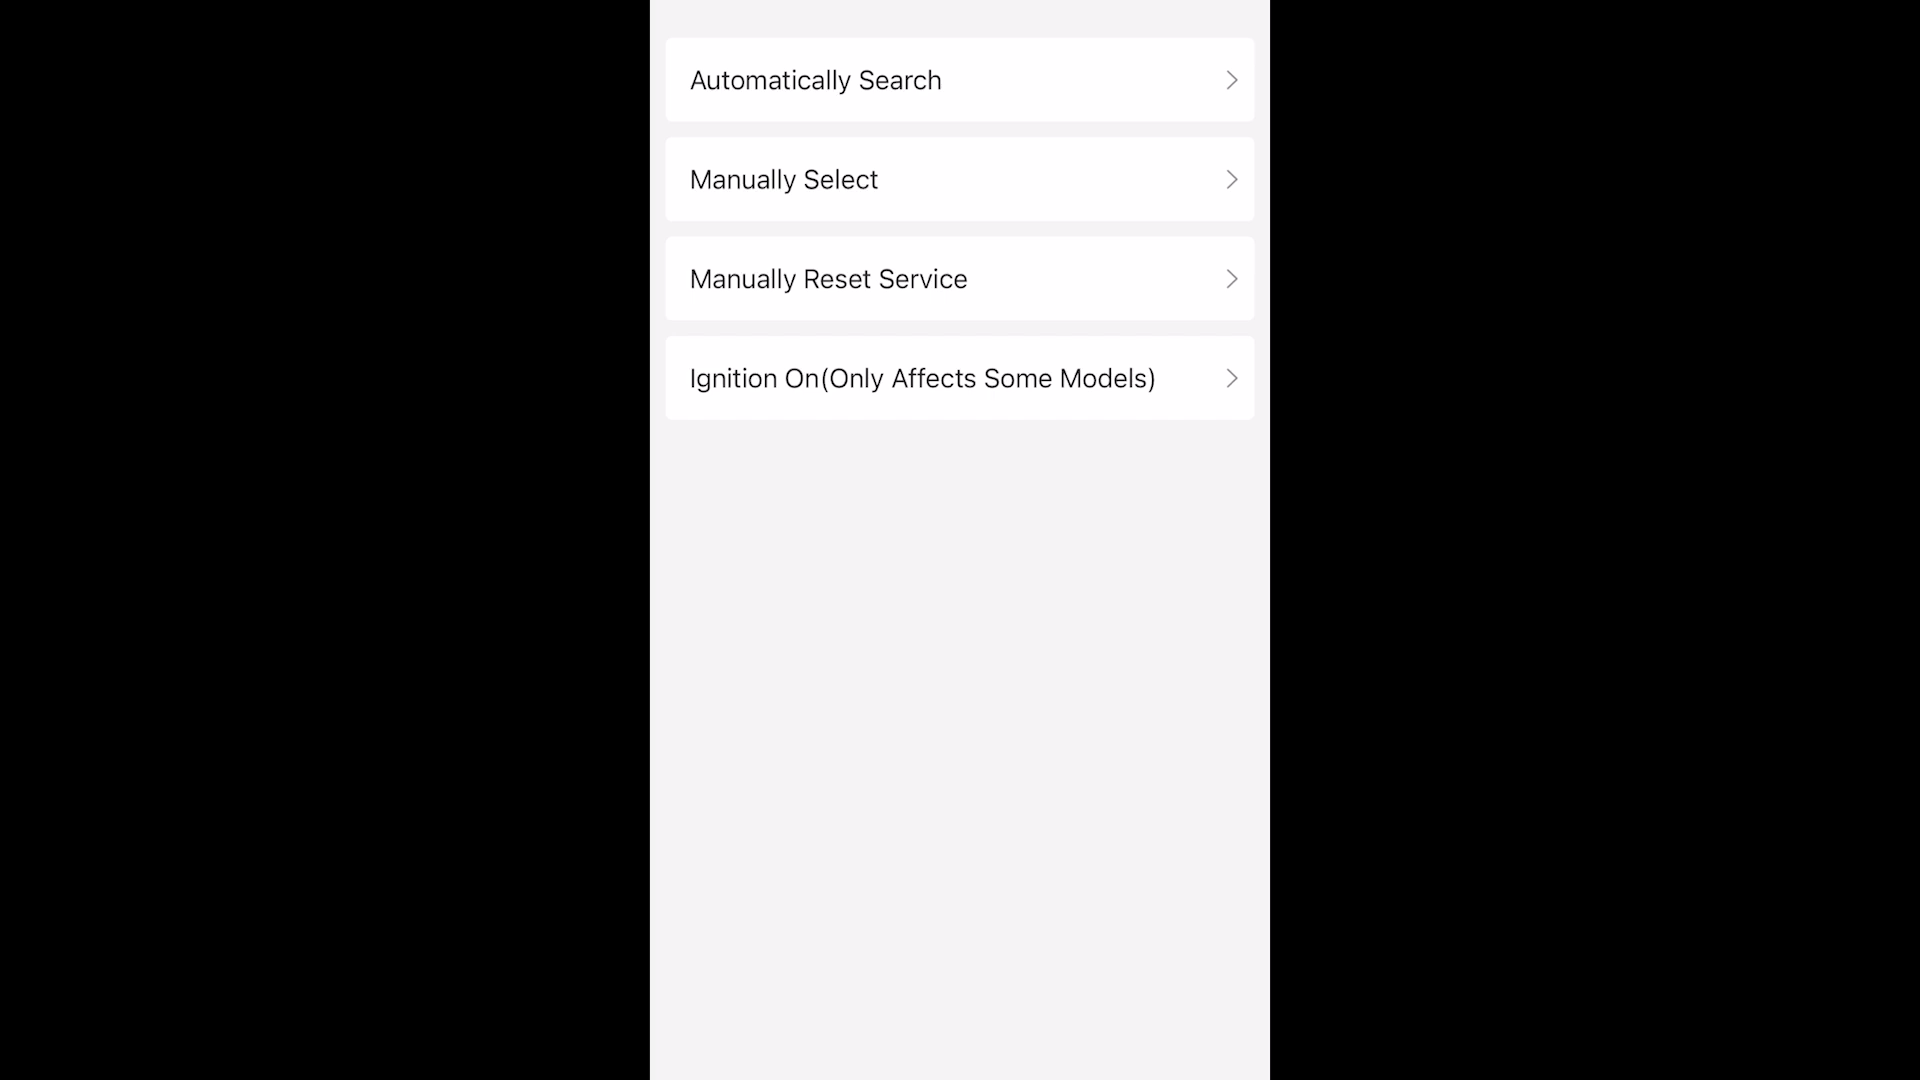 Automatically Search
Manually Select
Manually Reset Service
Ignition On(Only Affects Some Models)